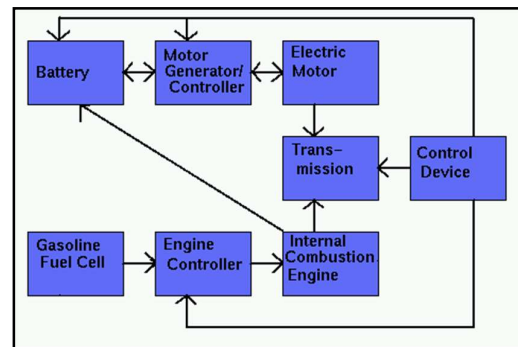 Battery
Motor
Generator/
Controller
Electric
Motor
Trans-
mission
Control
Device
Gasoline
Fuel Cell
Engine
Controller
Internal
Combustion
Engine